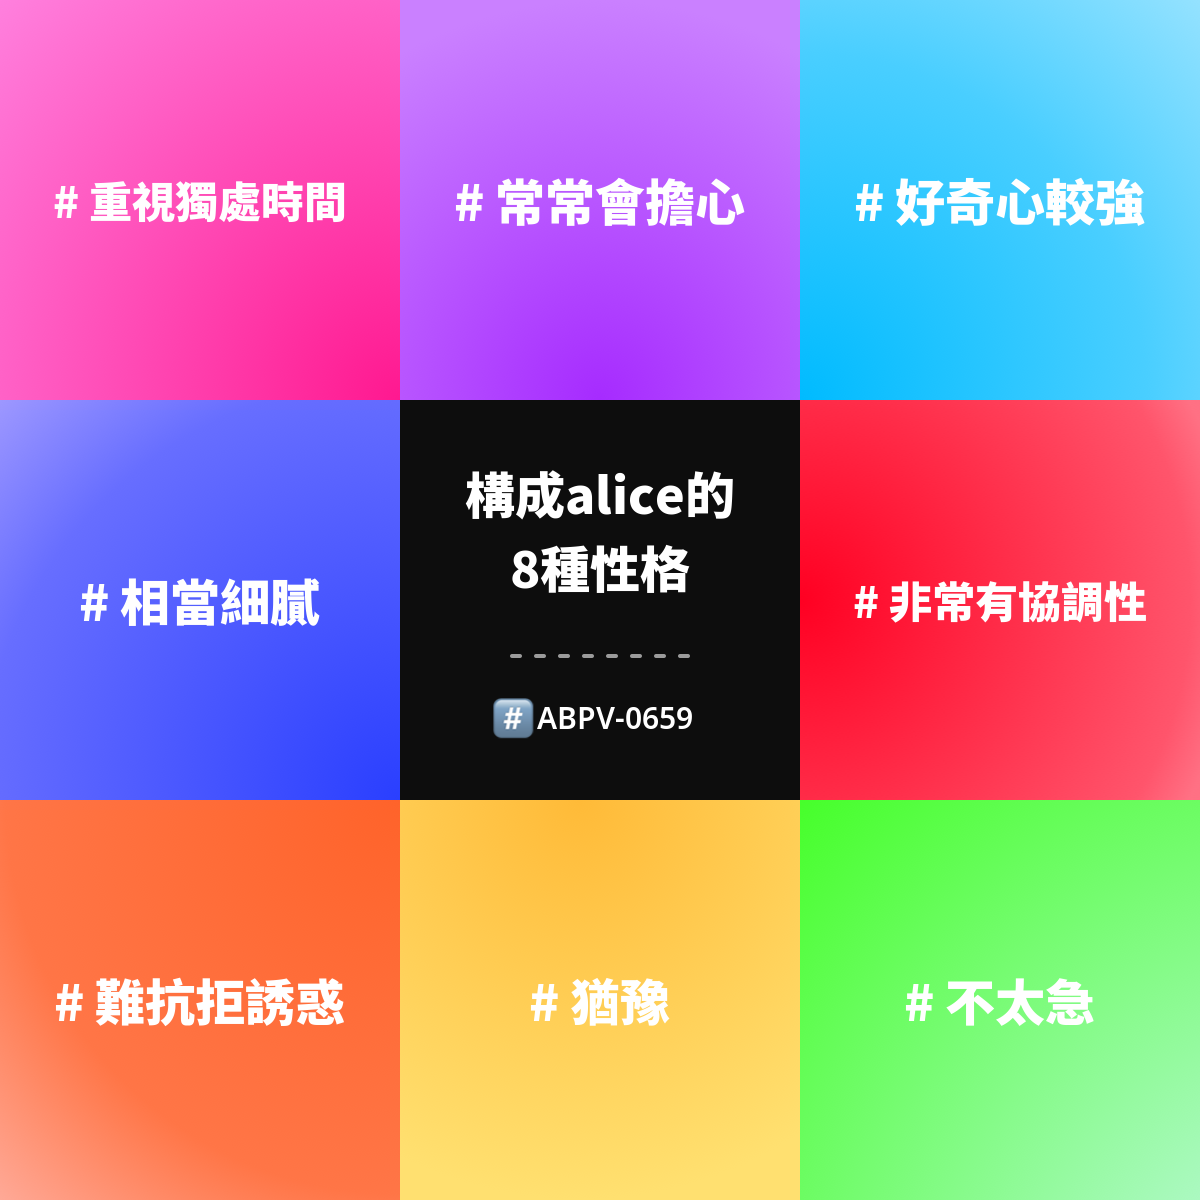 # 重視獨處時間
# 常常會擔心
# 好奇心較強
# 相當細膩
構成alice的
8種性格
#️⃣ABPV-0659
# 非常有協調性
# 難抗拒誘惑
# 猶豫
# 不太急